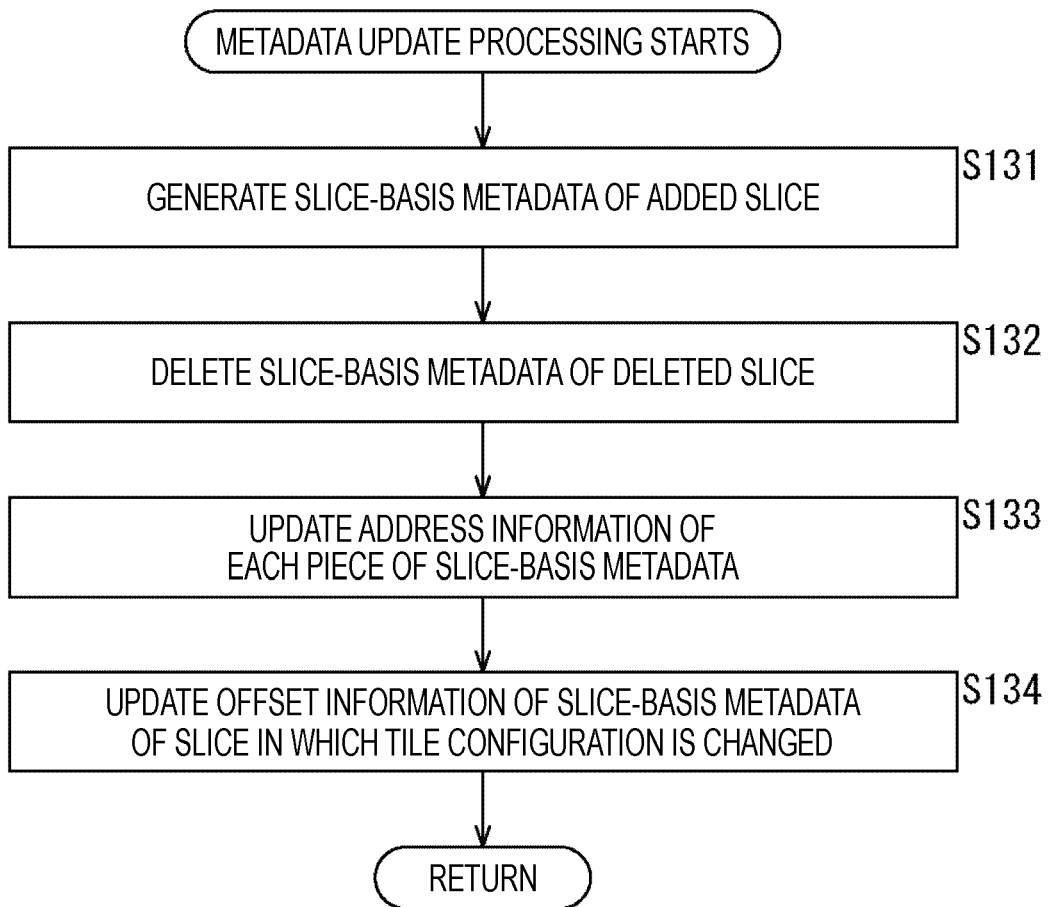 METADATA UPDATE PROCESSING STARTS
S131
GENERATE SLICE-BASIS METADATA OF ADDED SLICE
S132
DELETE SLICE-BASIS METADATA OF DELETED SLICE
S133
UPDATE ADDRESS INFORMATION OF
EACH PIECE OF SLICE-BASIS METADATA
S134
UPDATE OFFSET INFORMATION OF SLICE-BASIS METADATA
OF SLICE IN WHICH TILE CONFIGURATION IS CHANGED
RETURN